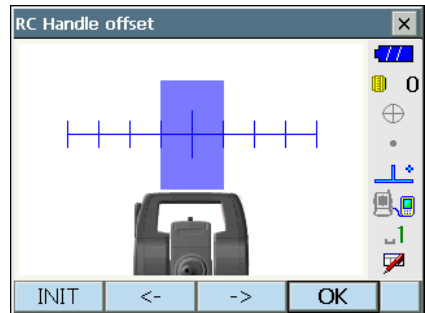 RC Handle offset
0
1
INIT <- -> OK